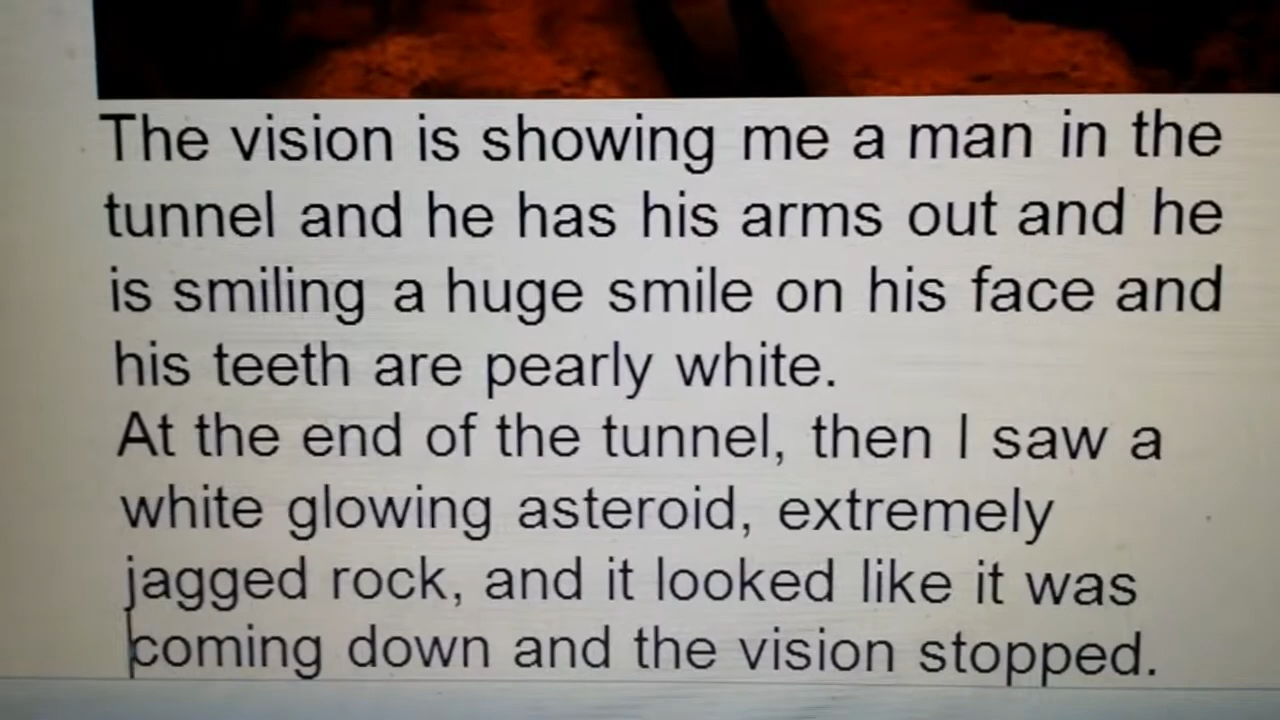 The vision is showing me a man in the
tunnel and he has his arms out and he
is smiling a huge smile on his face and
his teeth are pearly white.
At the end of the tunnel, then I saw a
white glowing asteroid, extremely
jagged rock, and it looked like it was
coming down and the vision stopped.